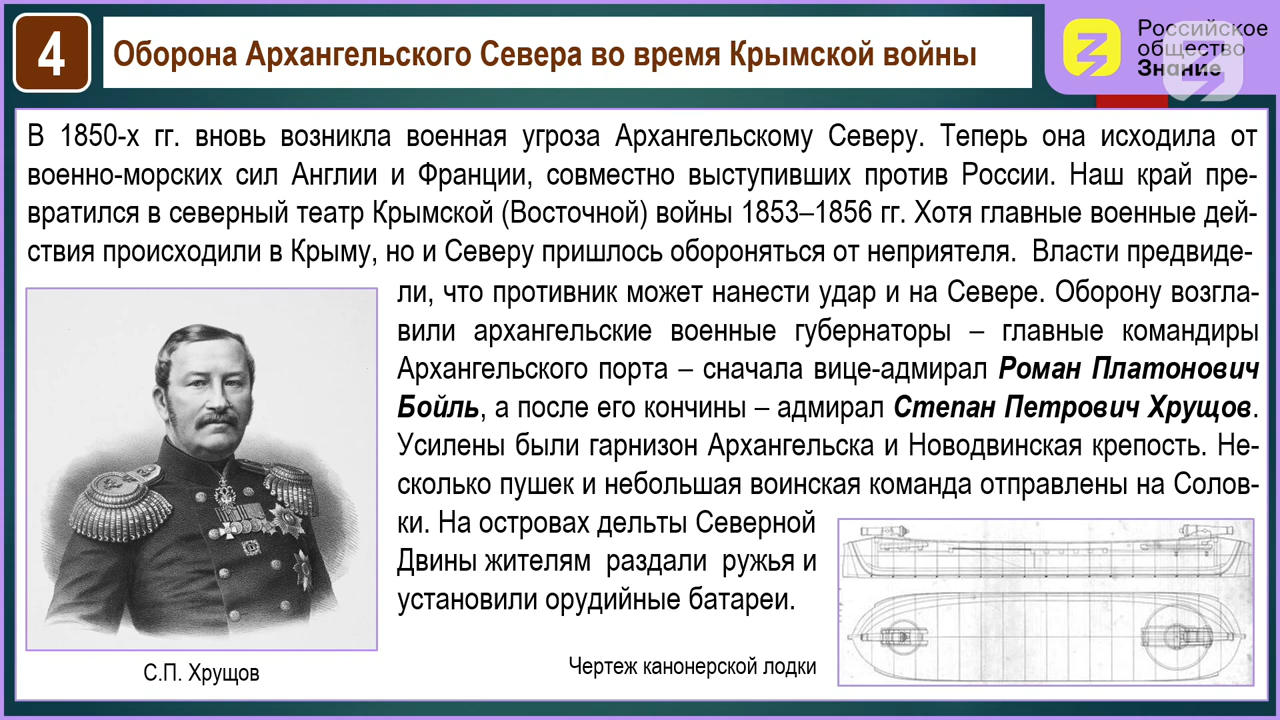 4
Оборона Архангельского Севера во время Крымской войны
Российское
общество
Знание
В 1850-х гг. вновь возникла военная угроза Архангельскому Северу. Теперь она исходила от
военно-морских сил Англии и Франции, совместно выступивших против России. Наш край пре-
вратился в северный театр Крымской (Восточной) войны 1853–1856 гг. Хотя главные военные дей-
ствия происходили в Крыму, но и Северу пришлось обороняться от неприятеля. Власти предвиде-
ли, что противник может нанести удар и на Севере. Оборону возгла-
вили архангельские военные губернаторы – главные командиры
Архангельского порта – сначала вице-адмирал Роман Платонович
Бойль, а после его кончины – адмирал Степан Петрович Хрущов.
Усилены были гарнизон Архангельска и Новодвинская крепость. Не-
сколько пушек и небольшая воинская команда отправлены на Солов-
ки. На островах дельты Северной
Двины жителям раздали ружья и
установили орудийные батареи.
С.П. Хрущов
Чертеж канонерской лодки